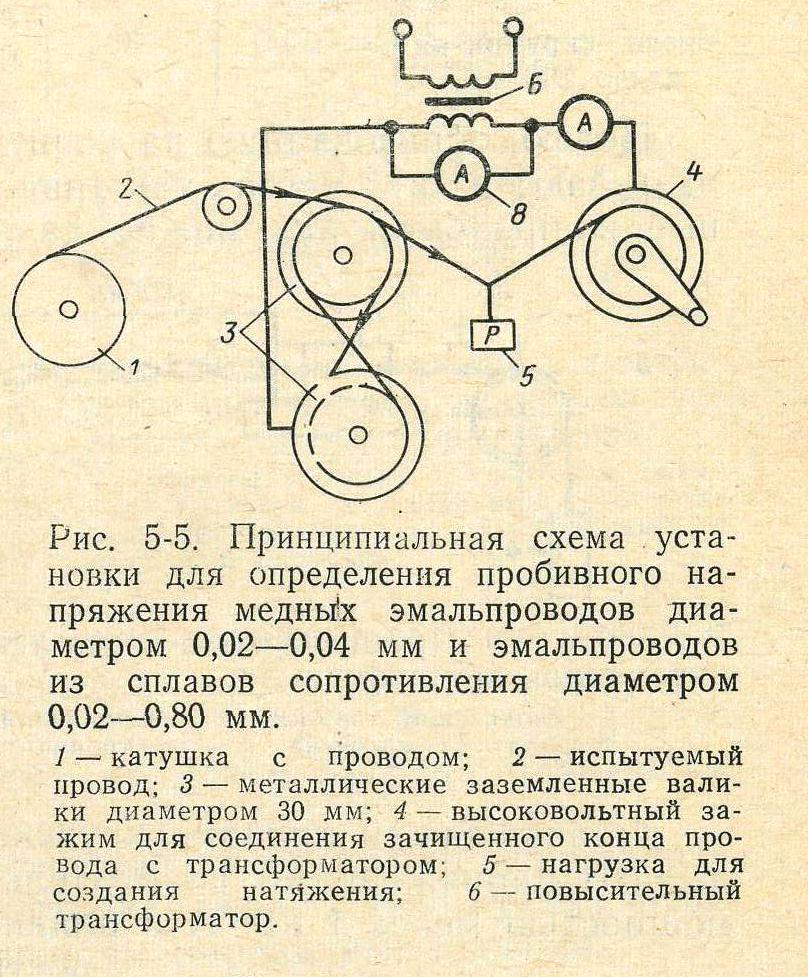 6
A
4
2
A
8
3
P
1
5
Рис. 5-5. Принципиальная схема уста-
новки для определения пробивного на-
пряжения медных эмальпроводов диа-
метром 0,02—0,04 мм и эмальпроводов
из сплавов сопротивления диаметром
0,02—0,80 мм.
1 — катушка с проводом; 2 — испытуемый
провод; 3 — металлические заземленные вали-
ки диаметром 30 мм; 4 — высоковольтный за-
жим для соединения зачищенного конца про-
вода с трансформатором; 5 — нагрузка для
создания натяжения; 6 — повысительный
трансформатор.